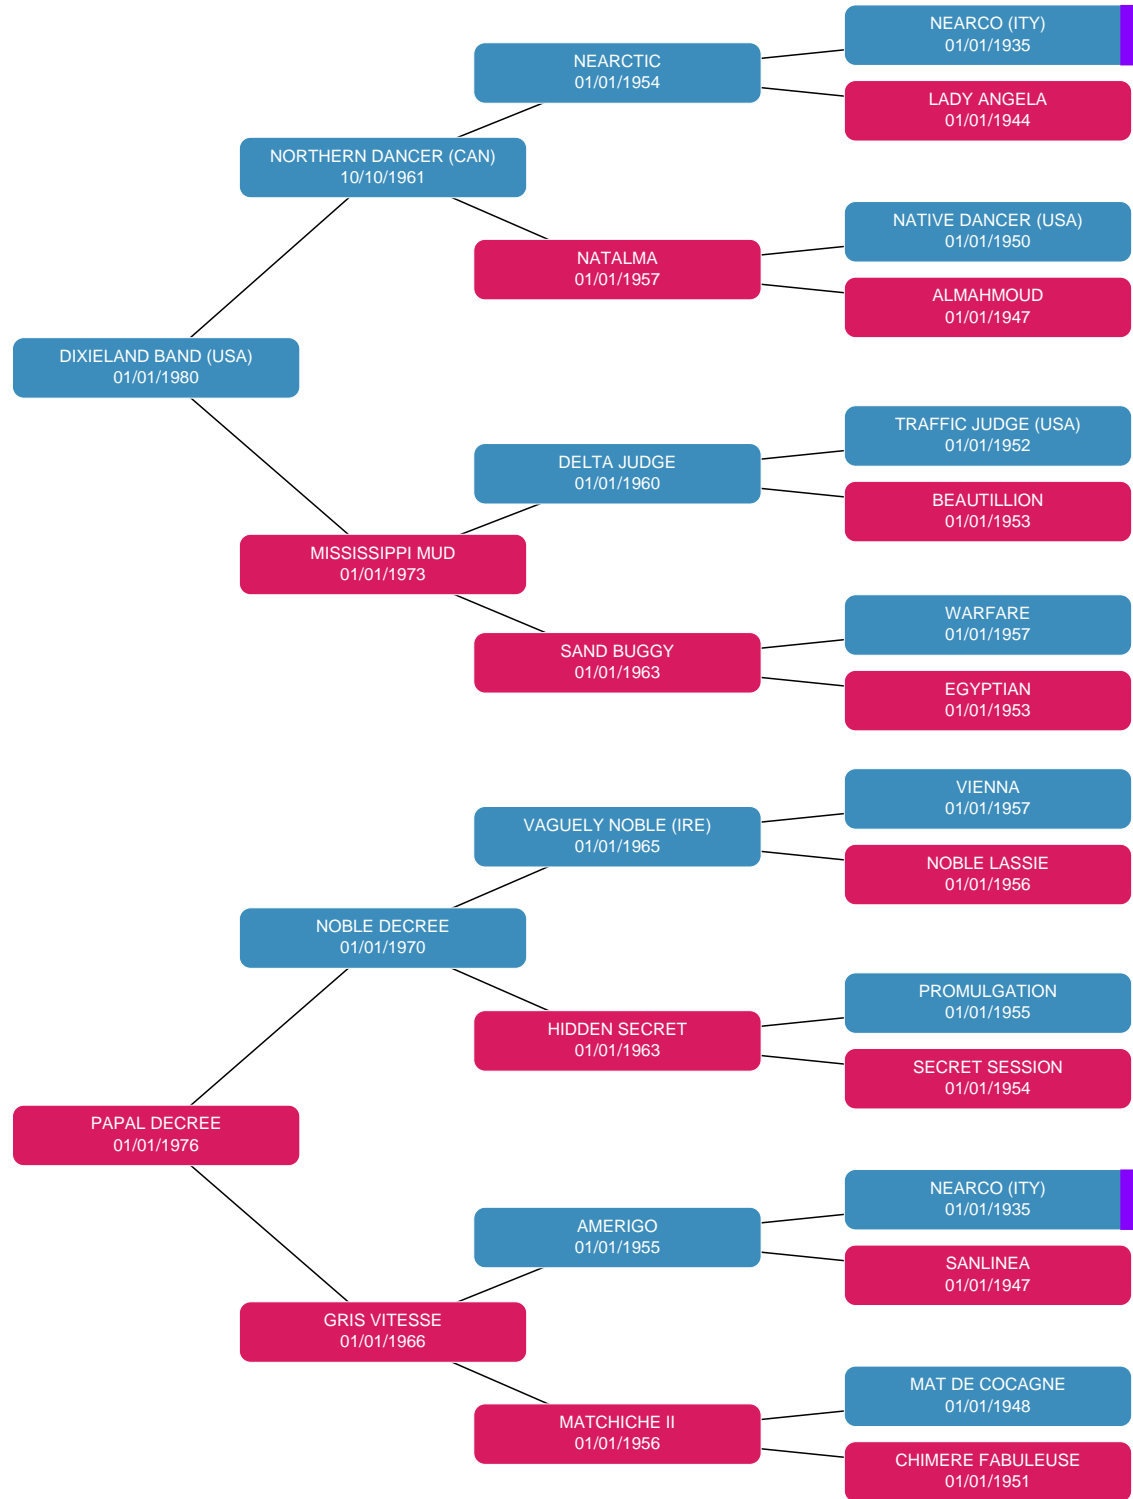 NEARCO (ITY)
01/01/1935
NEARCTIC
01/01/1954
LADY ANGELA
01/01/1944
NORTHERN DANCER (CAN)
10/10/1961
NATIVE DANCER (USA)
01/01/1950
NATALMA
01/01/1957
ALMAHMOUD
01/01/1947
DIXIELAND BAND (USA)
01/01/1980
TRAFFIC JUDGE (USA)
01/01/1952
DELTA JUDGE
01/01/1960
BEAUTILLION
01/01/1953
MISSISSIPPI MUD
01/01/1973
WARFARE
01/01/1957
SAND BUGGY
01/01/1963
EGYPTIAN
01/01/1953
VIENNA
01/01/1957
VAGUELY NOBLE (IRE)
01/01/1965
NOBLE LASSIE
01/01/1956
NOBLE DECREE
01/01/1970
PROMULGATION
01/01/1955
HIDDEN SECRET
01/01/1963
SECRET SESSION
01/01/1954
PAPAL DECREE
01/01/1976
NEARCO (ITY)
01/01/1935
AMERIGO
01/01/1955
SANLINEA
01/01/1947
GRIS VITESSE
01/01/1966
MAT DE COCAGNE
01/01/1948
MATCHICHE II
01/01/1956
CHIMERE FABULEUSE
01/01/1951